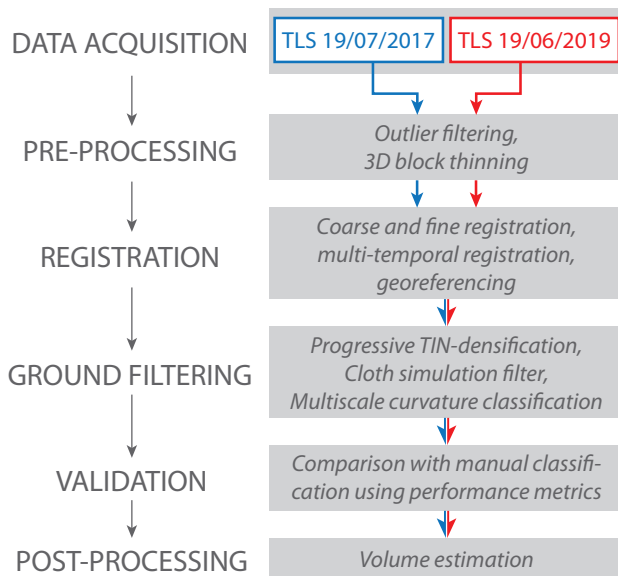 DATA ACQUISITION
TLS 19/07/2017
TLS 19/06/2019
PRE-PROCESSING
Outlier filtering,
3D block thinning
REGISTRATION
Coarse and fine registration,
multi-temporal registration,
georeferencing
GROUND FILTERING
Progressive TIN-densification,
Cloth simulation filter,
Multiscale curvature classification
VALIDATION
Comparison with manual classifi-
cation using performance metrics
POST-PROCESSING
Volume estimation